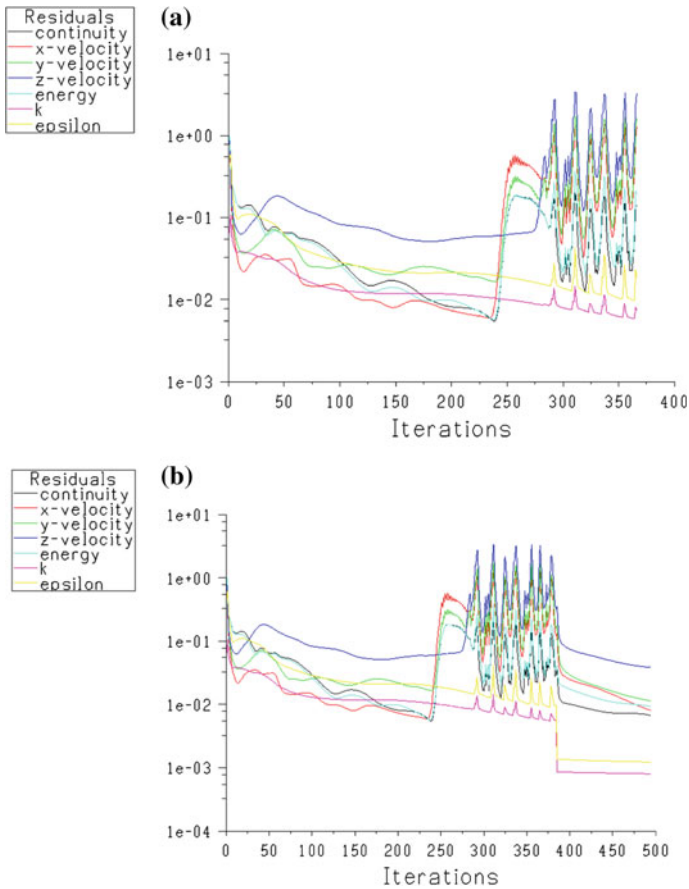 (a)
Residuals
continuity
x-velocity
y-velocity
z-velocity
energy
k
epsilon
1e+01
1e+00
1e-01
1e-02
1e-03
0 50 100 150 200 250 300 350 400
Iterations
(b)
Residuals
continuity
x-velocity
y-velocity
z-velocity
energy
k
epsilon
1e+01
1e+00
1e-01
1e-02
1e-03
1e-04
0 50 100 150 200 250 300 350 400 450 500
Iterations